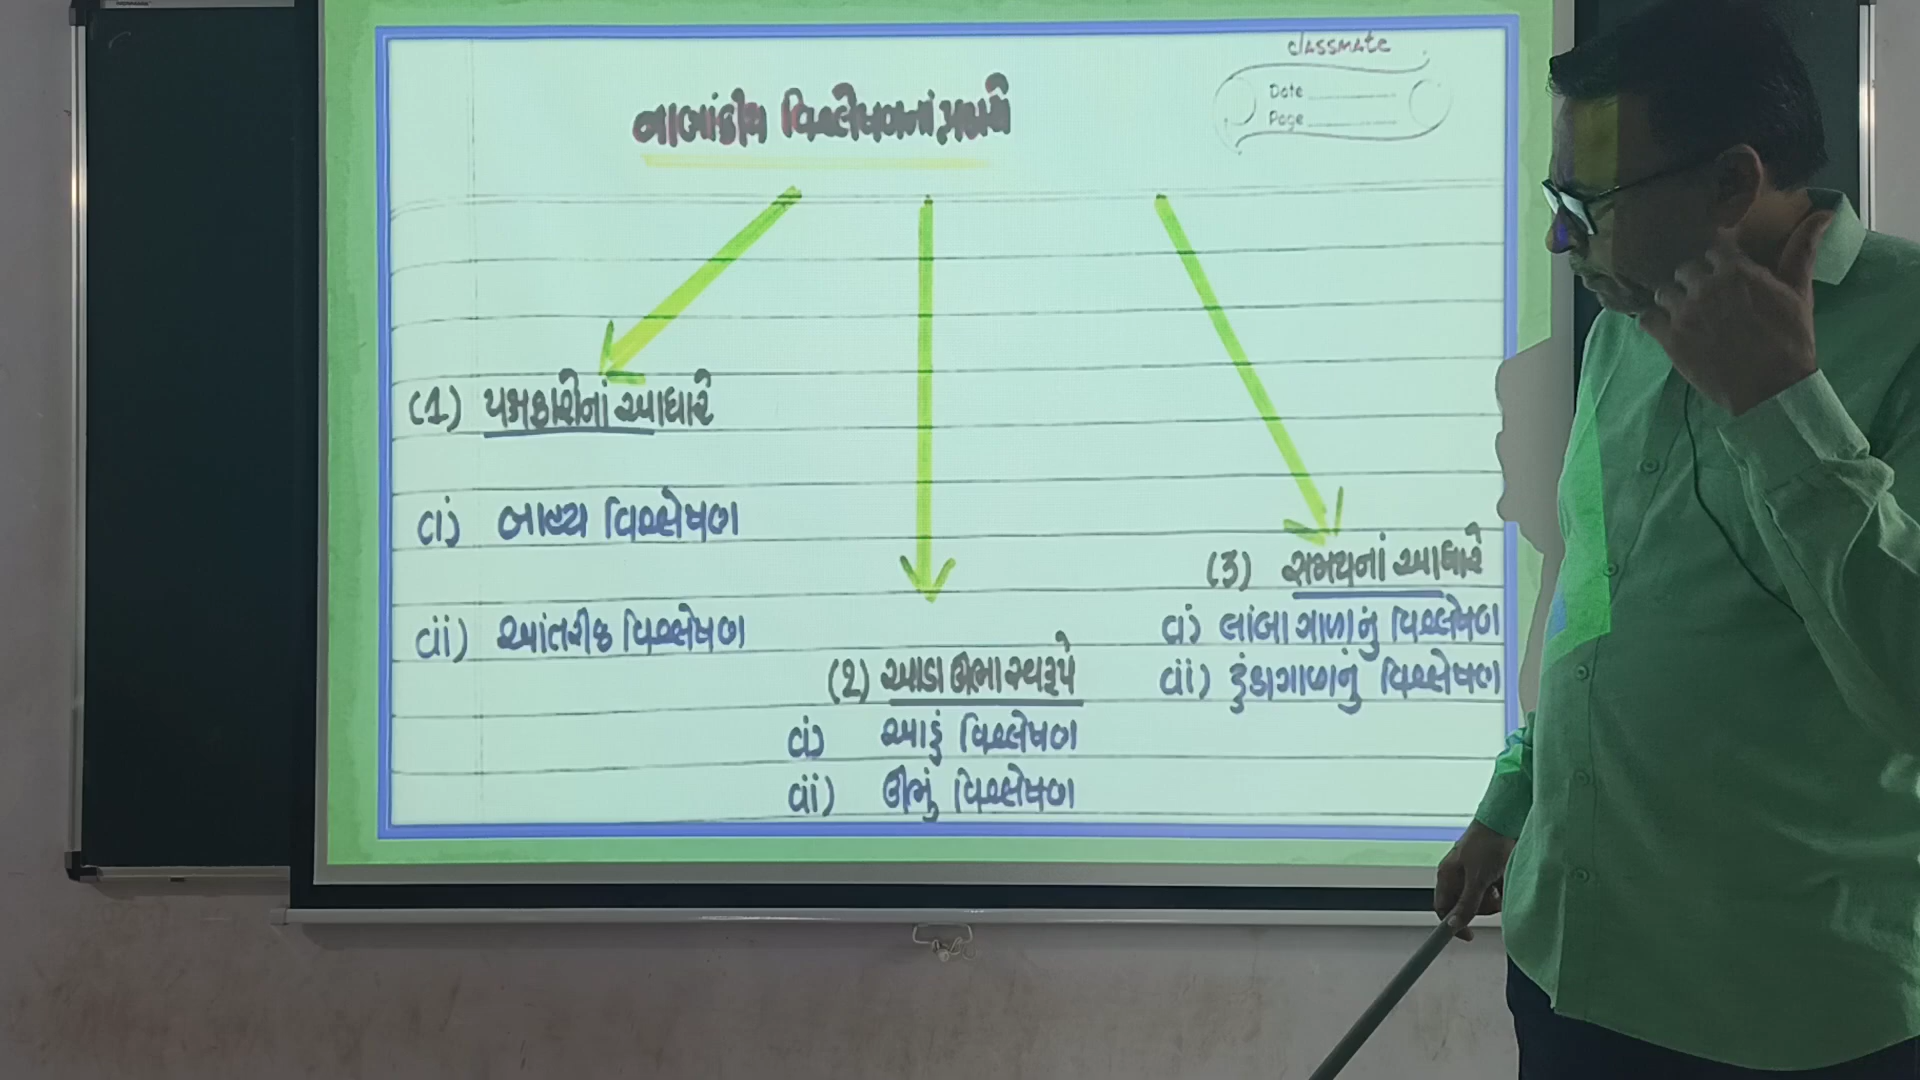 classmate
Date
Page
નાણાંકીય વિશ્લેષણનાં પ્રકારો
(1) પક્ષકારોનાં આધારે
(i) બાહ્ય વિશ્લેષણ
(ii) આંતરીક વિશ્લેષણ
(2) આડા ઊભા સ્વરૂપે
(i) આડું વિશ્લેષણ
(ii) ઊભું વિશ્લેષણ
(3) સમયનાં આધારે
(i) લાંબા ગાળાનું વિશ્લેષણ
(ii) ટુંકાગાળાનું વિશ્લેષણ